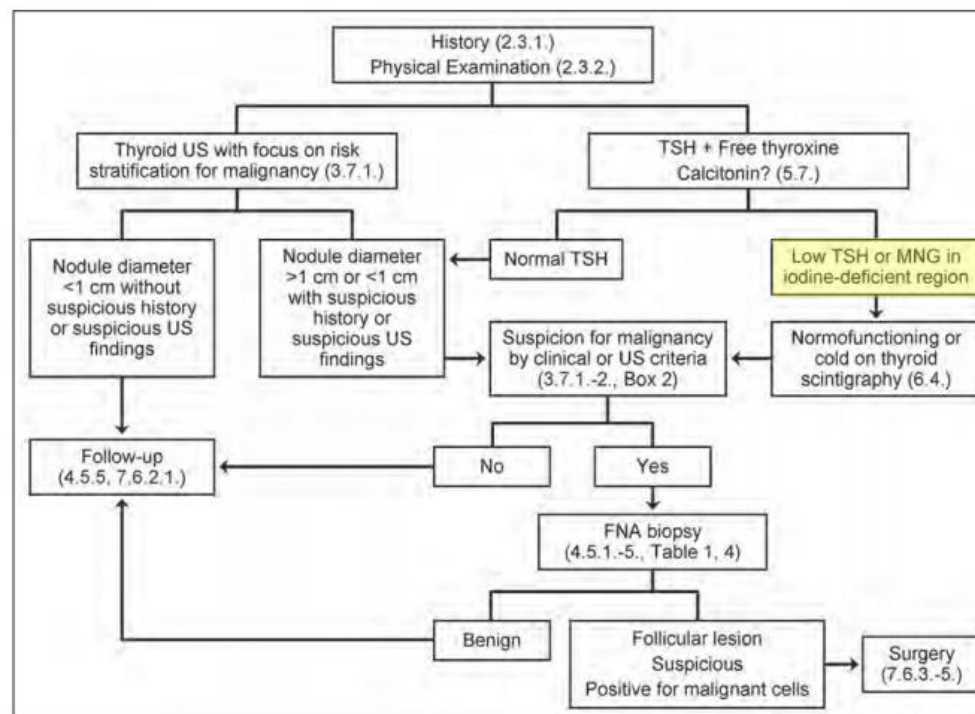 History (2.3.1.)
Physical Examination (2.3.2.)
Thyroid US with focus on risk
stratification for malignancy (3.7.1.)
TSH + Free thyroxine
Calcitonin? (5.7.)
Nodule diameter
<1 cm without
suspicious history
or suspicious US
findings
Nodule diameter
>1 cm or <1 cm
with suspicious
history or
suspicious US
findings
Normal TSH
Low TSH or MNG in
iodine-deficient region
Suspicion for malignancy
by clinical or US criteria
(3.7.1.-2., Box 2)
Normofunctioning or
cold on thyroid
scintigraphy (6.4.)
Follow-up
(4.5.5, 7.6.2.1.)
No
Yes
FNA biopsy
(4.5.1.-5., Table 1, 4)
Benign
Follicular lesion
Suspicious
Positive for malignant cells
Surgery
(7.6.3.-5.)